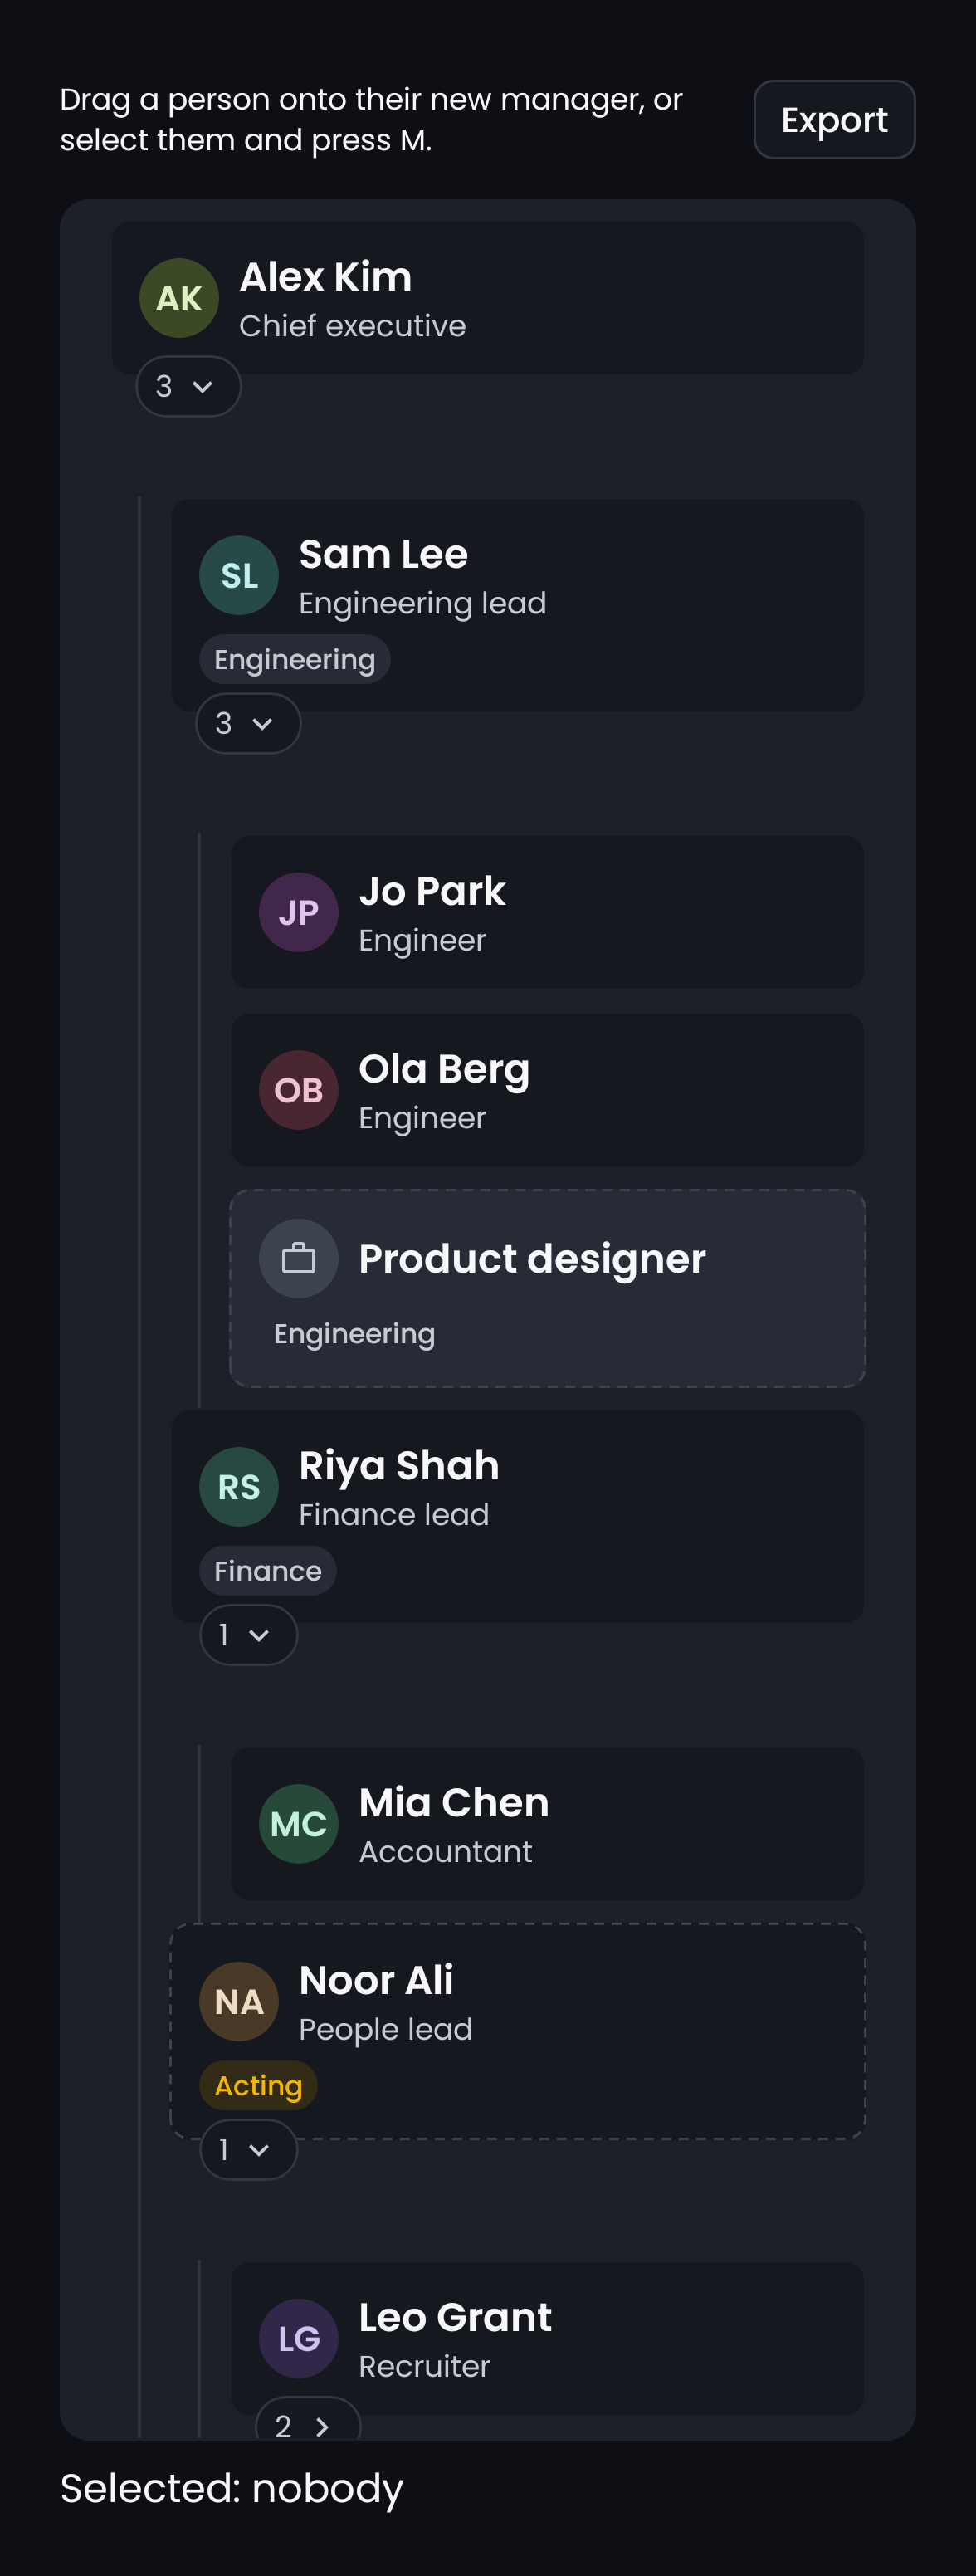 Drag a person onto their new manager, or
select them and press M.
Export
AK
Alex Kim
Chief executive
3
SL
Sam Lee
Engineering lead
Engineering
3
JP
Jo Park
Engineer
OB
Ola Berg
Engineer
Product designer
Engineering
RS
Riya Shah
Finance lead
Finance
1
MC
Mia Chen
Accountant
NA
Noor Ali
People lead
Acting
1
LG
Leo Grant
Recruiter
2
Selected: nobody